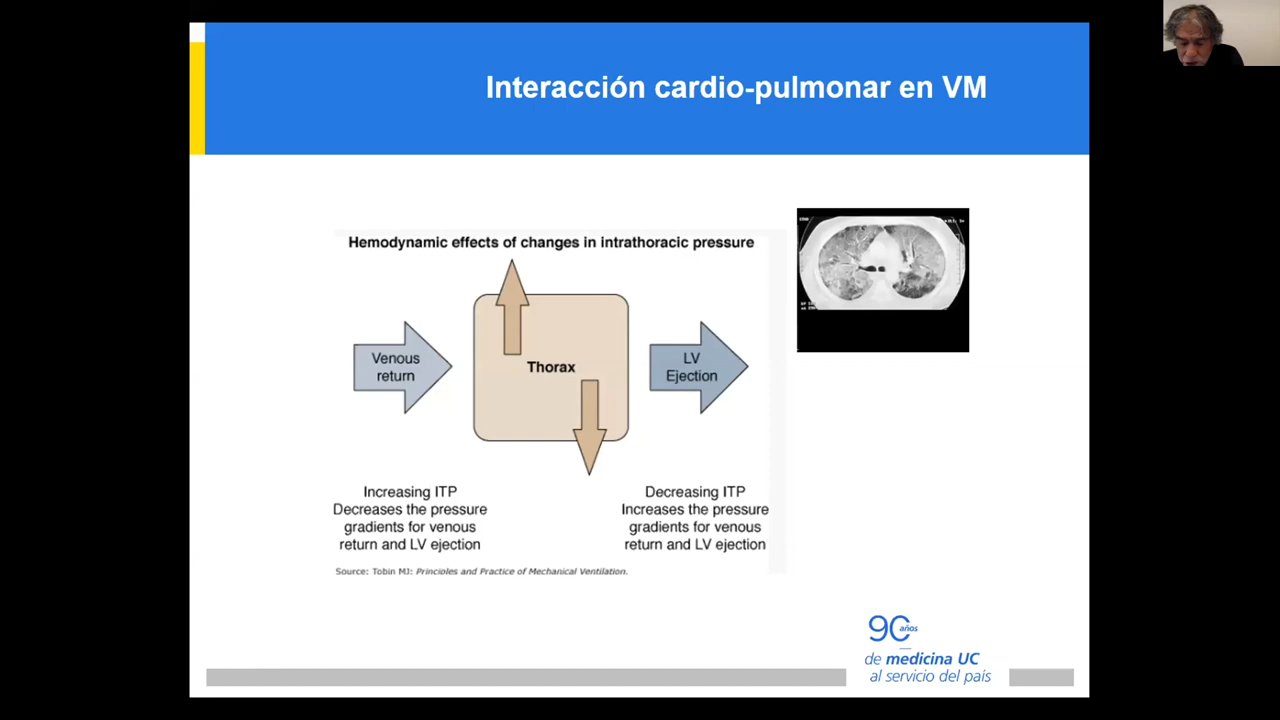 Interacción cardio-pulmonar en VM
Hemodynamic effects of changes in intrathoracic pressure
Venous
return
Thorax
LV
Ejection
Increasing ITP
Decreases the pressure
gradients for venous
return and LV ejection
Decreasing ITP
Increases the pressure
gradients for venous
return and LV ejection
Source: Tobin MJ: Principles and Practice of Mechanical Ventilation.
90
años
de medicina UC
al servicio del país